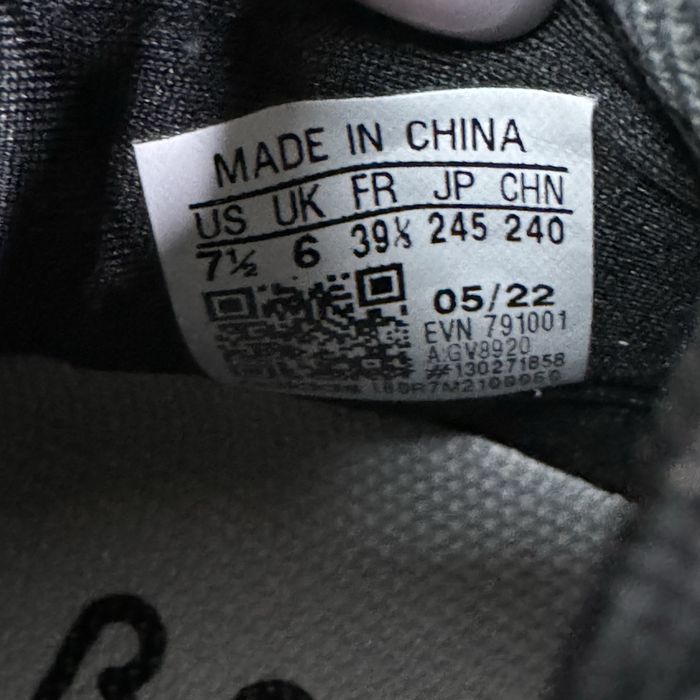 MADE IN CHINA
US UK FR JP CHN
7½ 6 39⅓ 245 240
05/22
EVN 791001
A:GV8920
#130271858